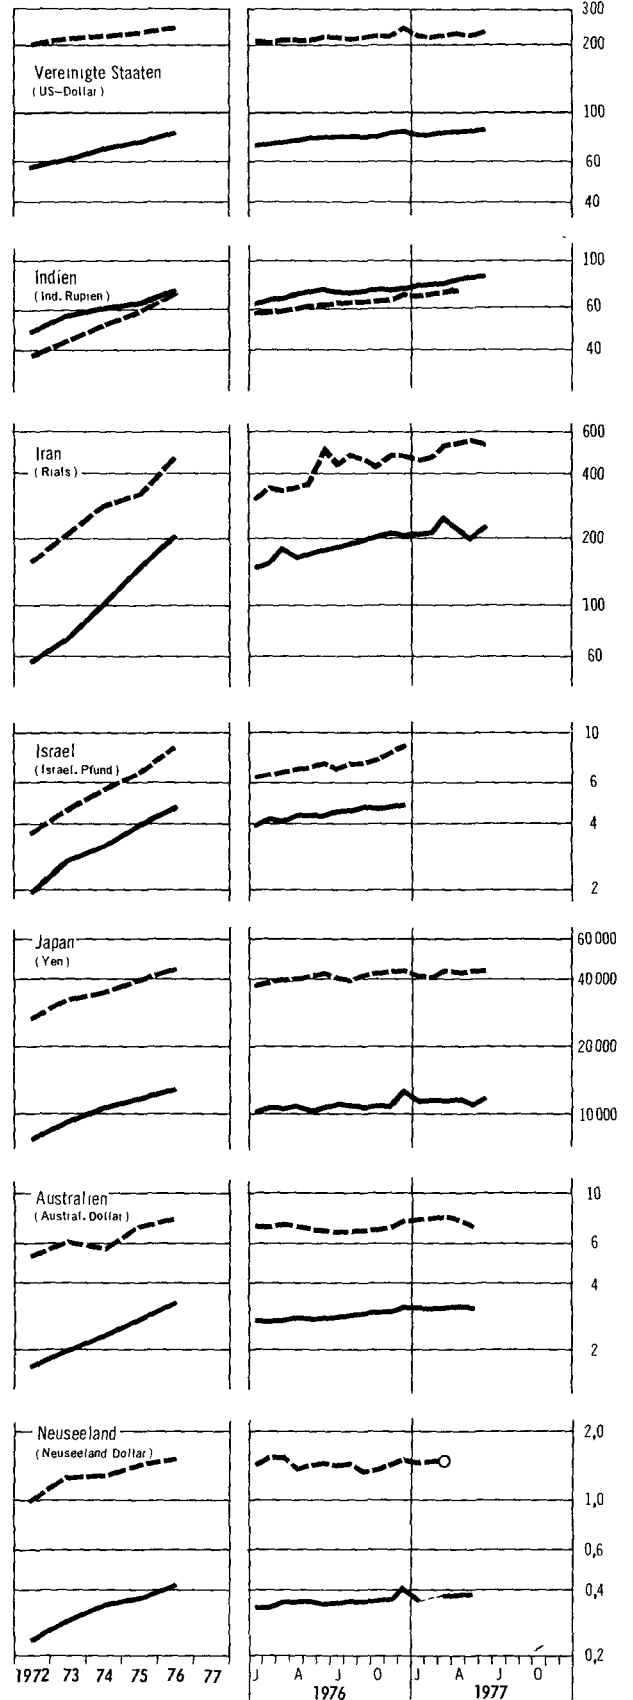 300
200
Vereinigte Staaten
(US-Dollar)
100
60
40
Indien
(Ind. Rupien)
100
60
40
Iran
(Rials)
600
400
200
100
60
Israel
(Israel. Pfund)
10
6
4
2
Japan
(Yen)
60 000
40 000
20 000
10 000
Australien
(Austral. Dollar)
10
6
4
2
Neuseeland
(Neuseeland Dollar)
2,0
1,0
0,6
0,4
0,2
1972 73 74 75 76 77
J A J O J A J O
1976 1977